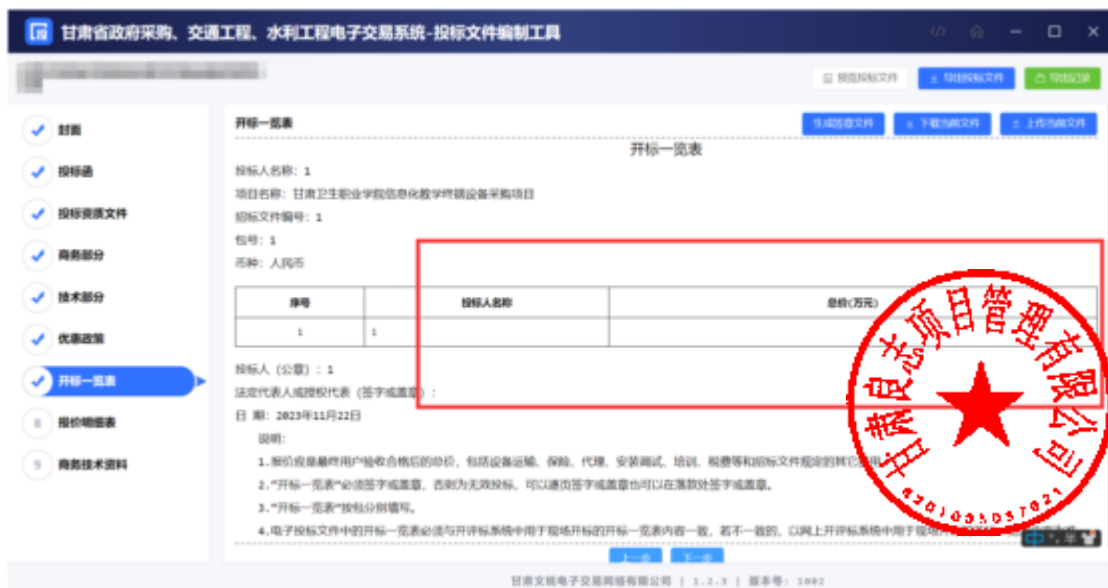 甘肃省政府采购、交通工程、水利工程电子交易系统-投标文件编制工具
预览投标文件 导出投标文件 导出记录
封面
投标函
投标资质文件
商务部分
技术部分
优惠政策
开标一览表
8 报价明细表
9 商务技术资料
开标一览表 生成签章文件 下载当前文件 上传当前文件
开标一览表
投标人名称: 1
项目名称: 甘肃卫生职业学院信息化教学终端设备采购项目
招标文件编号: 1
包号: 1
币种: 人民币
序号 投标人名称 总价(万元)
1 1
投标人 (公章) : 1
法定代表人或授权代表 (签字或盖章) :
日 期: 2023年11月22日
说明:
1.报价应是最终用户验收合格后的总价, 包括设备运输、保险、代理、安装调试、培训、税费等和招标文件规定的其它费用
2."开标一览表"必须签字或盖章, 否则为无效投标, 可以逐页签字或盖章也可以在落款处签字或盖章。
3."开标一览表"按包分别填写。
4.电子投标文件中的开标一览表必须与开评标系统中用于现场开标的开标一览表内容一致, 若不一致的, 以网上开评标系统中用于现场开
上一步 下一步
甘肃文锐电子交易网络有限公司 | 1.2.3 | 版本号: 1002
甘肃良志项目管理有限公司
6201005037021
中 半